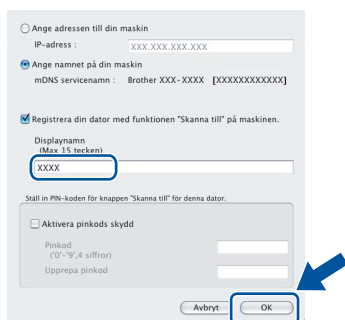 Ange adressen till din maskin
IP-adress : XXX.XXX.XXX.XXX
Ange namnet på din maskin
mDNS servicenamn : Brother XXX-XXXX [XXXXXXXXXXXX]
Registrera din dator med funktionen "Skanna till" på maskinen.
Displaynamn
(Max 15 tecken)
XXXX
Ställ in PIN-koden för knappen "Skanna till" för denna dator.
Aktivera pinkods skydd
Pinkod
('0'-'9',4 siffror)
Upprepa pinkod
Avbryt OK